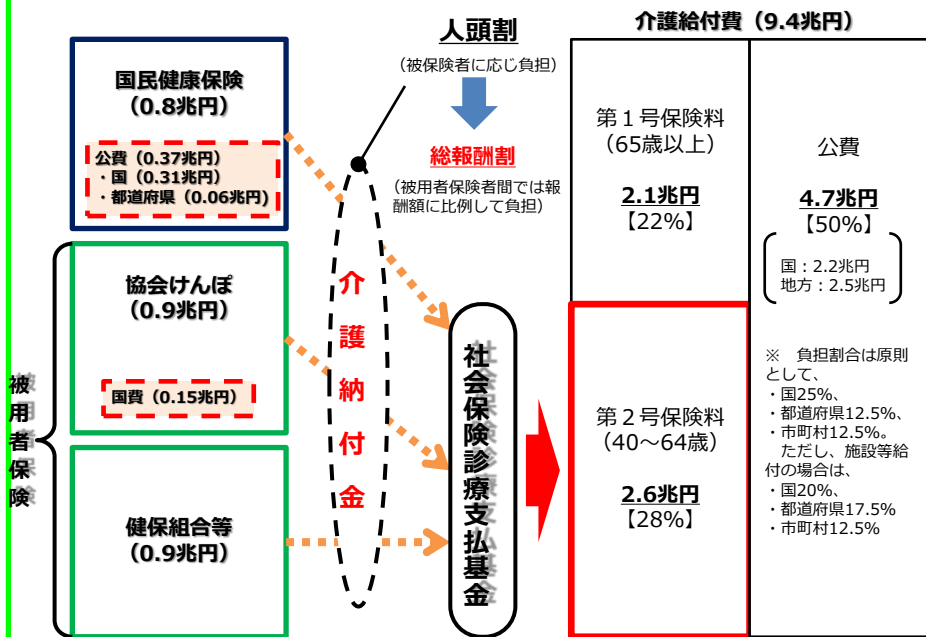 国民健康保険
（0.8兆円）
公費（0.37兆円）
・国（0.31兆円）
・都道府県（0.06兆円）
被用者保険
協会けんぽ
（0.9兆円）
国費（0.15兆円）
健保組合等
（0.9兆円）
人頭割
（被保険者に応じ負担）
総報酬割
（被用者保険者間では報
酬額に比例して負担）
介護納付金
社会保険診療支払基金
介護給付費（9.4兆円）
第１号保険料
（65歳以上）
2.1兆円
【22%】
第２号保険料
（40～64歳）
2.6兆円
【28%】
公費
4.7兆円
【50%】
国：2.2兆円
地方：2.5兆円
※　負担割合は原則
として、
・国25%、
・都道府県12.5%、
・市町村12.5%。
ただし、施設等給
付の場合は、
・国20%、
・都道府県17.5%
・市町村12.5%